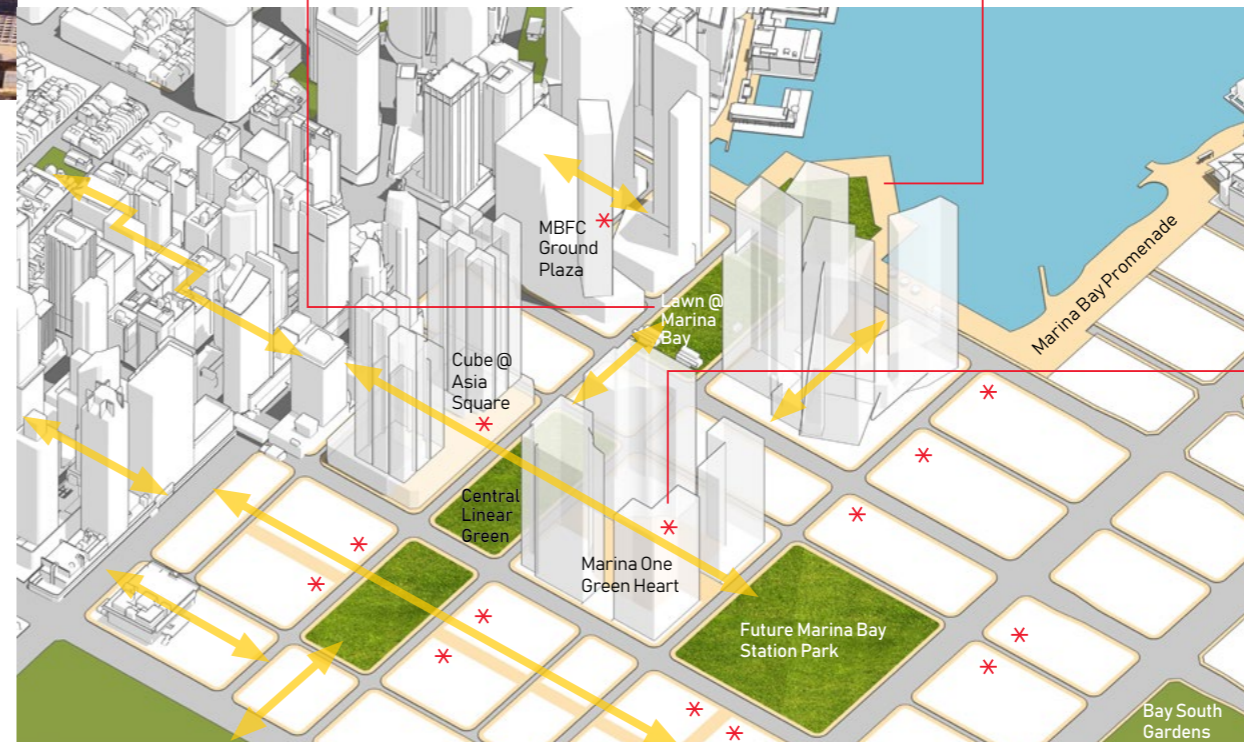 MBFC
Ground
Plaza
Lawn @
Marina
Bay
Marina Bay Promenade
Cube @
Asia
Square
Central
Linear
Green
Marina One
Green Heart
Future Marina Bay
Station Park
Bay South
Gardens